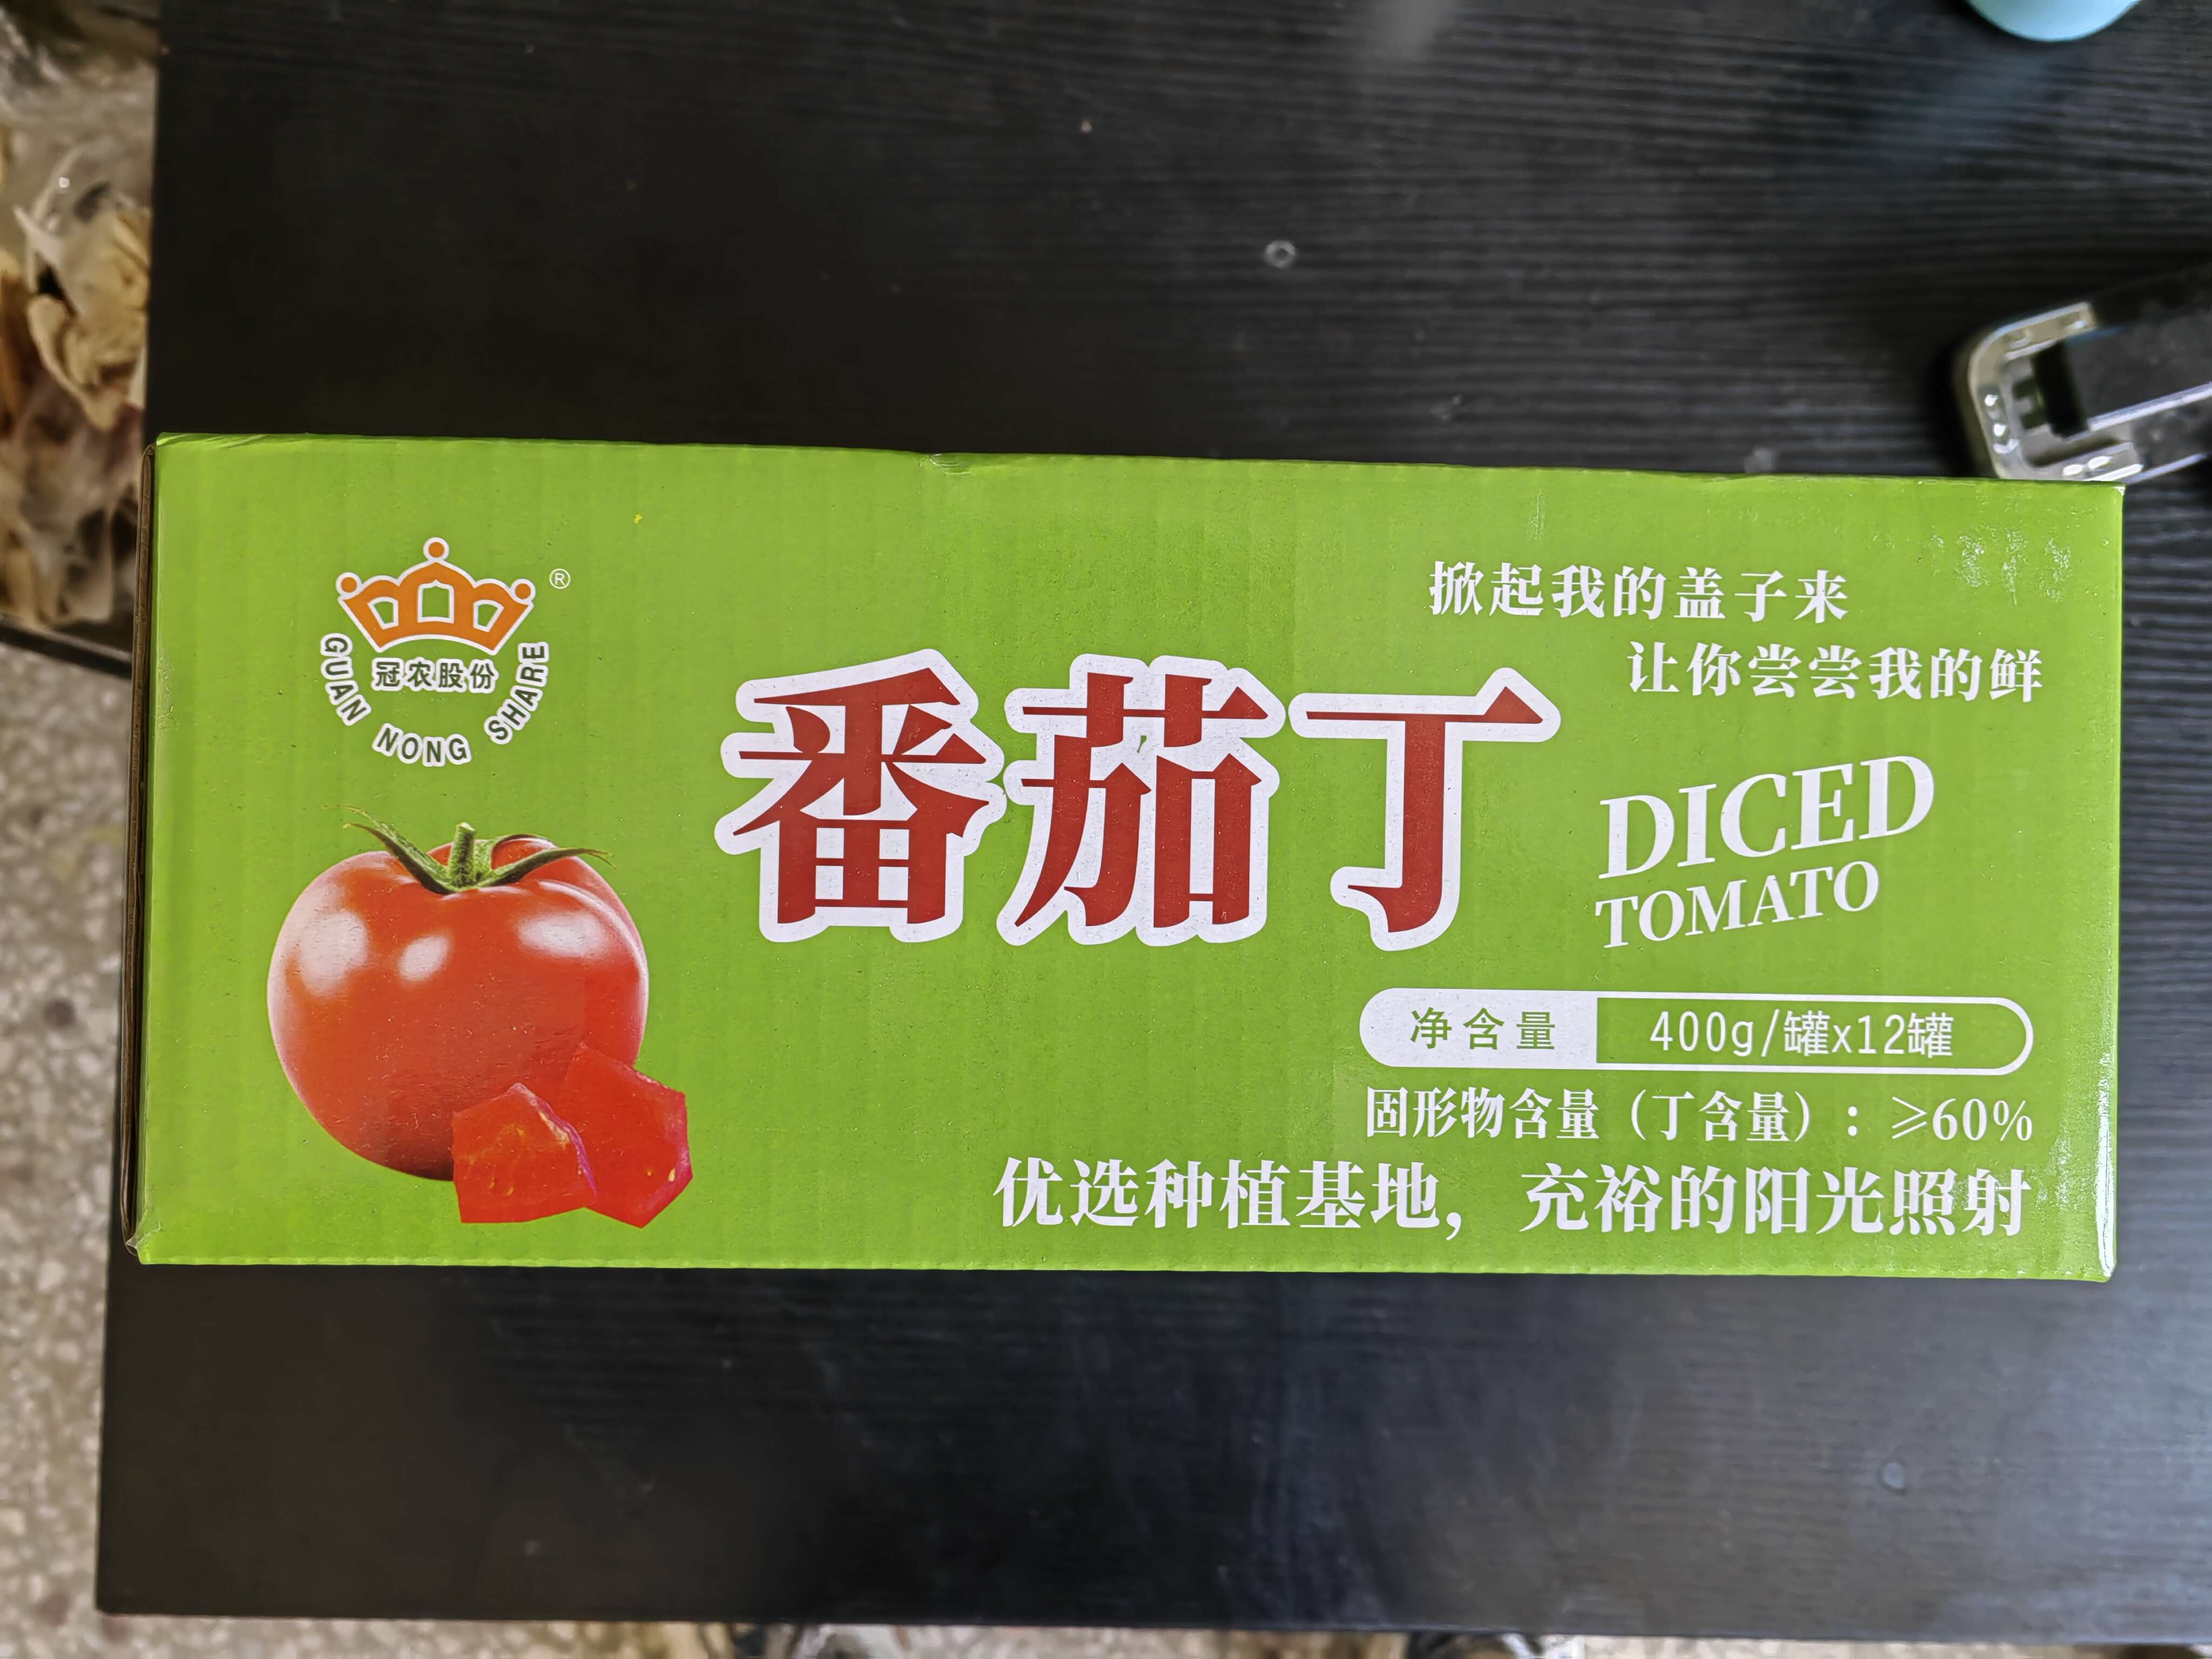 ®
冠农股份
GUAN NONG SHARE
掀起我的盖子来
让你尝尝我的鲜
番茄丁
DICED
TOMATO
净含量 400g/罐x12罐
固形物含量（丁含量）：≥60%
优选种植基地，充裕的阳光照射